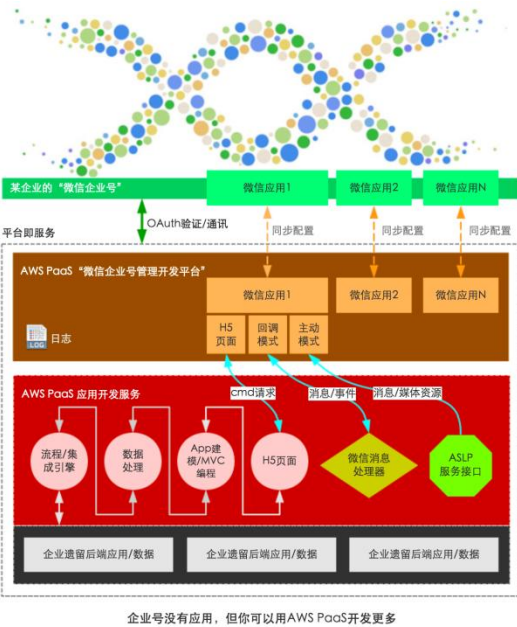 某企业的“微信企业号”
微信应用1
微信应用2
微信应用N
OAuth验证/通讯
同步配置
同步配置
同步配置
平台即服务
AWS PaaS“微信企业号管理开发平台”
微信应用1
微信应用2
微信应用N
H5
页面
回调
模式
主动
模式
LOG
日志
cmd请求
消息/事件
消息/媒体资源
AWS PaaS 应用开发服务
流程/集
成引擎
数据
处理
App建
模/MVC
编程
H5页面
微信消息
处理器
ASLP
服务接口
企业遗留后端应用/数据
企业遗留后端应用/数据
企业遗留后端应用/数据
企业号没有应用，但你可以用AWS PaaS开发更多